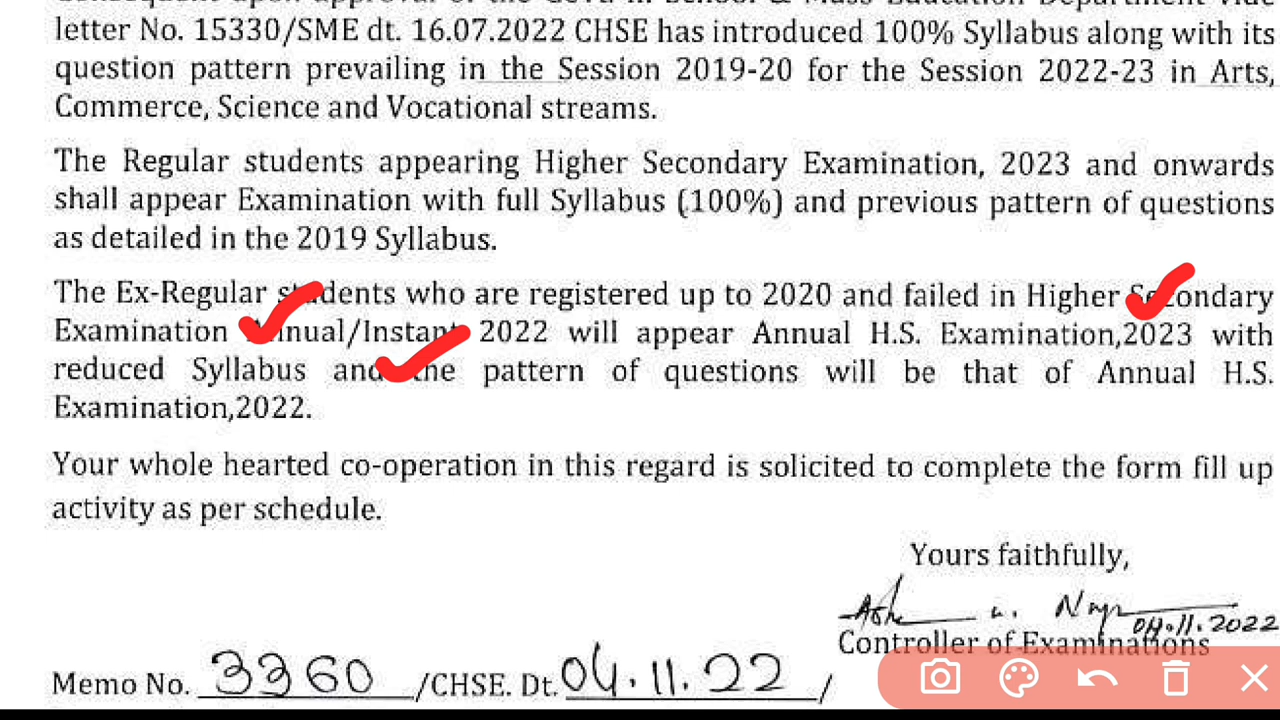 letter No. 15330/SME dt. 16.07.2022 CHSE has introduced 100% Syllabus along with its
question pattern prevailing in the Session 2019-20 for the Session 2022-23 in Arts,
Commerce, Science and Vocational streams.
The Regular students appearing Higher Secondary Examination, 2023 and onwards
shall appear Examination with full Syllabus (100%) and previous pattern of questions
as detailed in the 2019 Syllabus.
The Ex-Regular students who are registered up to 2020 and failed in Higher Secondary
Examination Annual/Instant 2022 will appear Annual H.S. Examination,2023 with
reduced Syllabus and the pattern of questions will be that of Annual H.S.
Examination,2022.
Your whole hearted co-operation in this regard is solicited to complete the form fill up
activity as per schedule.
Yours faithfully,
04.11.2022
Controller of Examinations
Memo No. 3360 /CHSE. Dt. 04.11.22 /